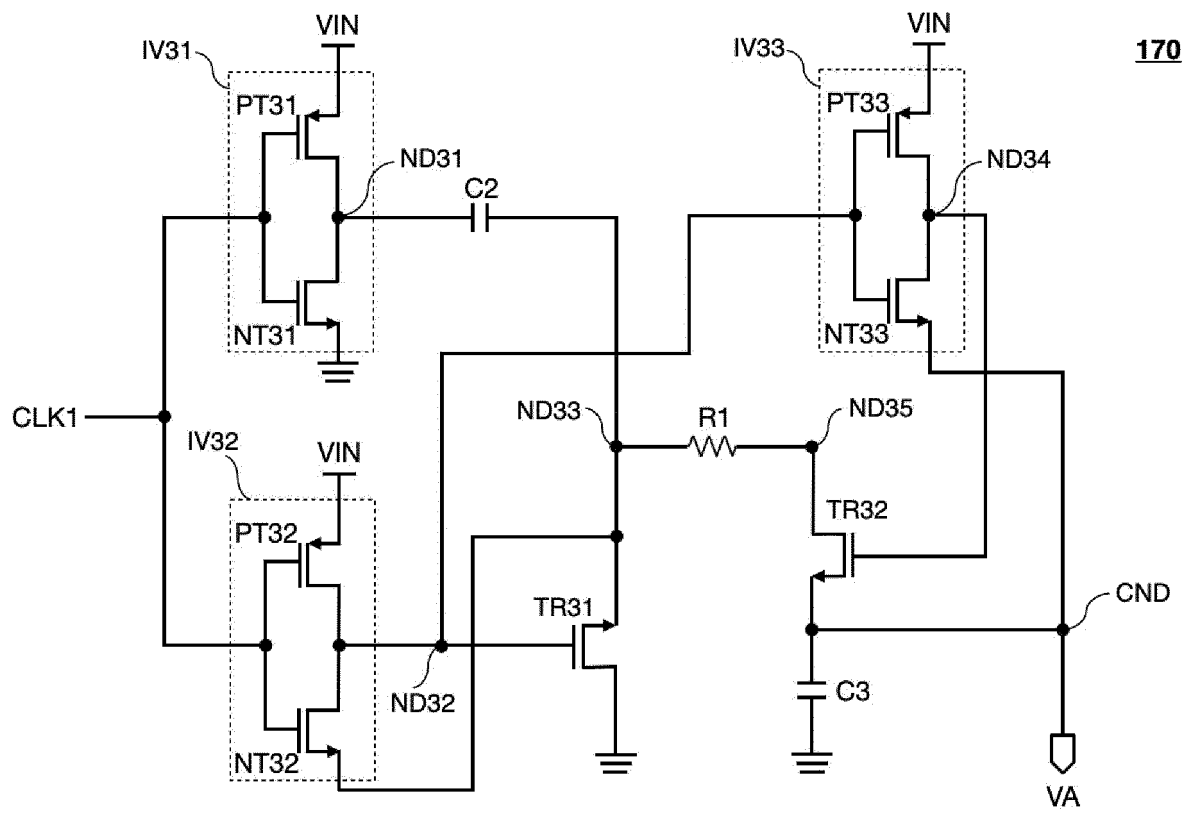 VIN
VIN
170
IV31
IV33
PT31
PT33
ND31
ND34
C2
NT31
NT33
CLK1
ND33
R1
ND35
IV32
VIN
PT32
TR32
TR31
CND
ND32
C3
NT32
VA